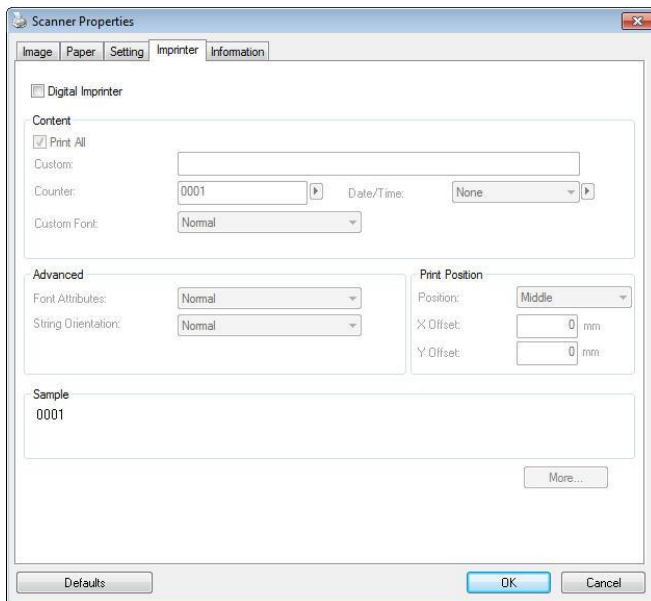 Scanner Properties
Image Paper Setting Imprinter Information
Digital Imprinter
Content
Print All
Custom:
Counter: 0001 Date/Time: None
Custom Font: Normal
Advanced
Font Attributes: Normal
String Orientation: Normal
Print Position
Position: Middle
X Offset: 0 mm
Y Offset: 0 mm
Sample
0001
More...
Defaults OK Cancel